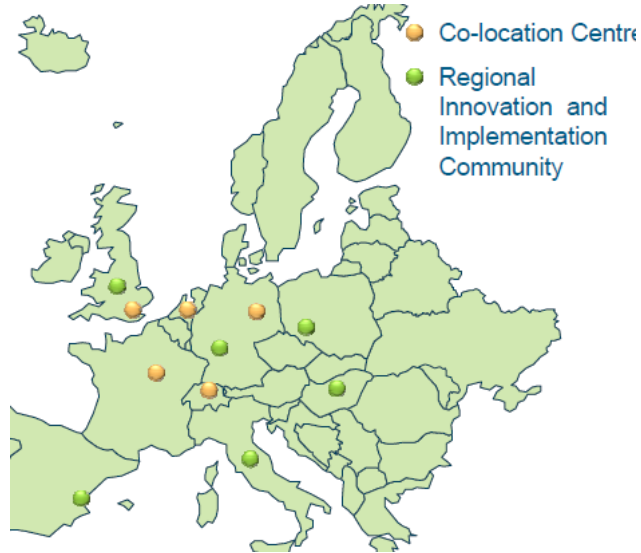 Co-location Centre
Regional
Innovation and
Implementation
Community